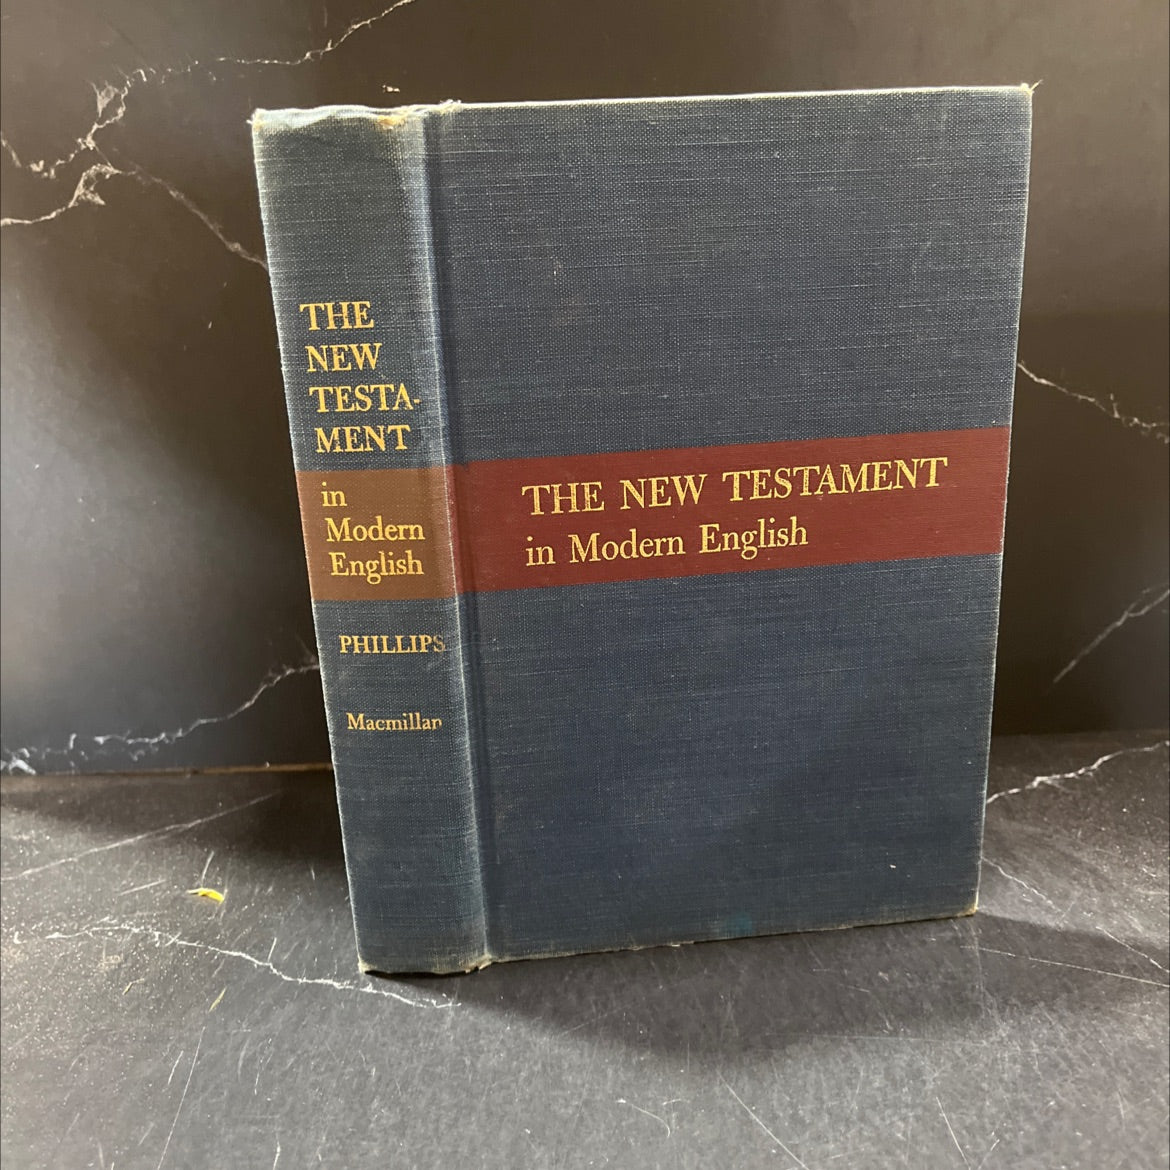 THE
NEW
TESTA-
MENT
in
Modern
English
PHILLIPS
Macmillan
THE NEW TESTAMENT
in Modern English